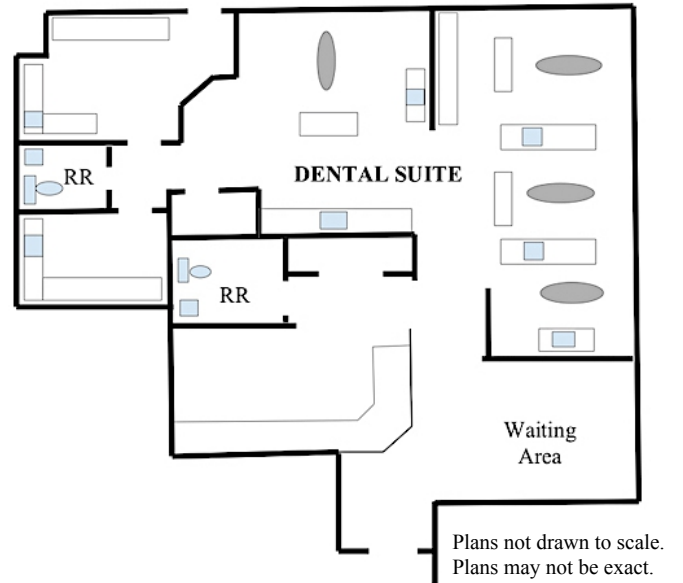 RR
DENTAL SUITE
RR
Waiting
Area
Plans not drawn to scale.
Plans may not be exact.